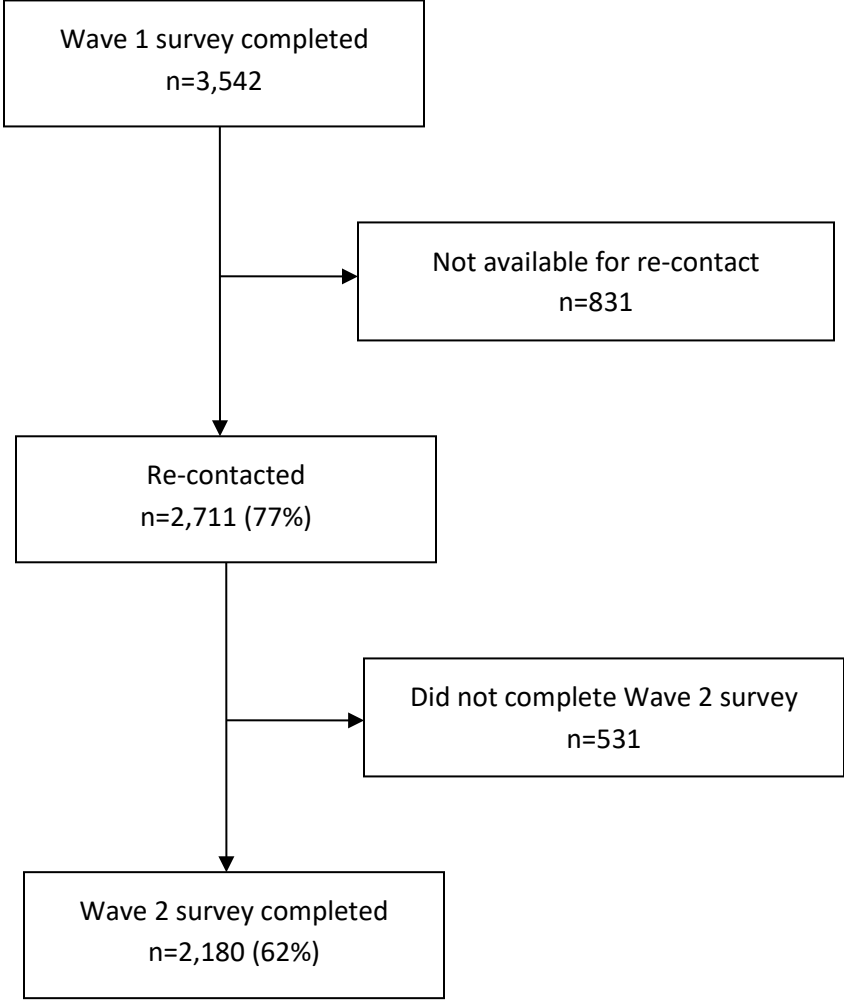 Wave 1 survey completed
n=3,542
Not available for re-contact
n=831
Re-contacted
n=2,711 (77%)
Did not complete Wave 2 survey
n=531
Wave 2 survey completed
n=2,180 (62%)